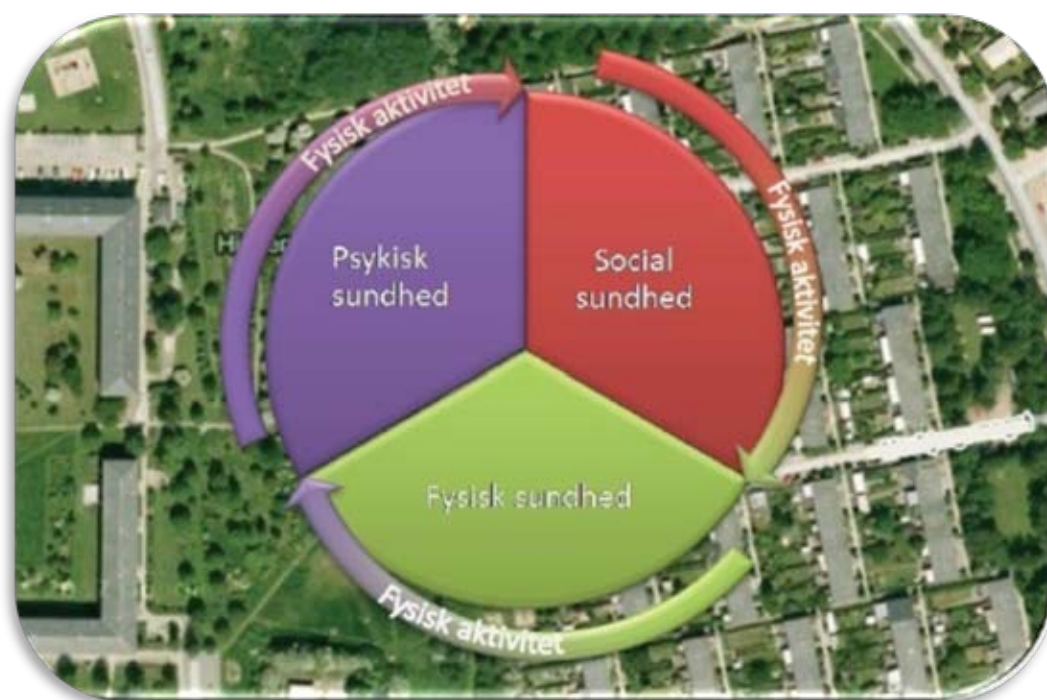 Fysisk aktivitet
Fysisk aktivitet
Psykisk
sundhed
Social
sundhed
Fysisk sundhed
Fysisk aktivitet